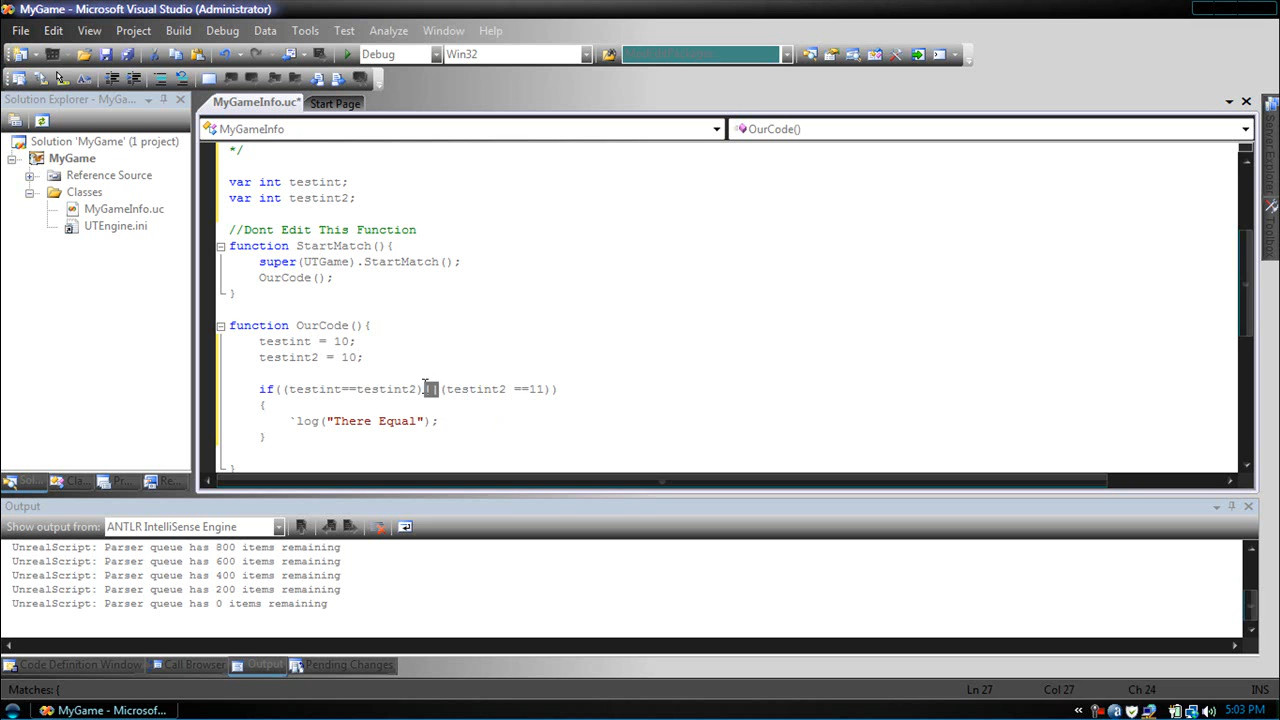 MyGame - Microsoft Visual Studio (Administrator)
File Edit View Project Build Debug Data Tools Test Analyze Window Help
Debug Win32
Solution Explorer - MyGa...
MyGameInfo.uc* Start Page
MyGameInfo OurCode()
Solution 'MyGame' (1 project)
MyGame
Reference Source
Classes
MyGameInfo.uc
UTEngine.ini
*/
var int testint;
var int testint2;
//Dont Edit This Function
function StartMatch(){
super(UTGame).StartMatch();
OurCode();
}
function OurCode(){
testint = 10;
testint2 = 10;
if((testint==testint2)||(testint2 ==11))
{
`log("There Equal");
}
}
Server Explorer
Toolbox
Sol... Cla... Pr... Re...
Output
Show output from: ANTLR IntelliSense Engine
UnrealScript: Parser queue has 800 items remaining
UnrealScript: Parser queue has 600 items remaining
UnrealScript: Parser queue has 400 items remaining
UnrealScript: Parser queue has 200 items remaining
UnrealScript: Parser queue has 0 items remaining
Code Definition Window Call Browser Output Pending Changes
Matches: { Ln 27 Col 27 Ch 24 INS
MyGame - Microsof... « 5:03 PM